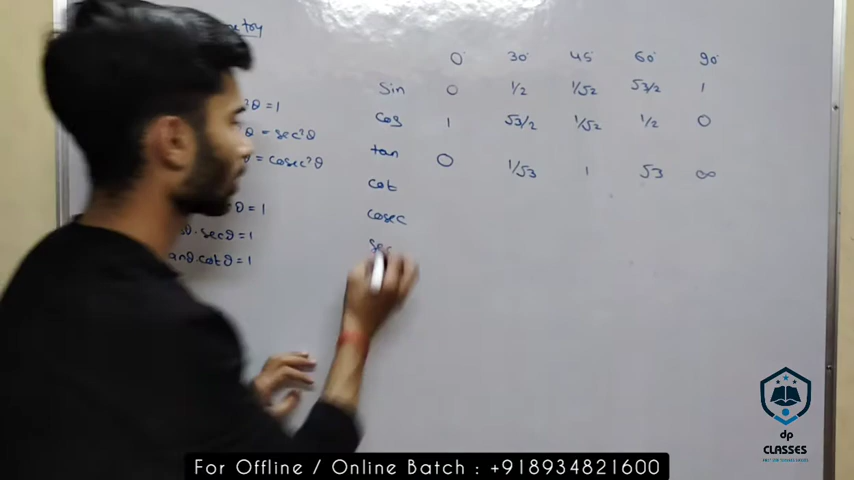 0° 30° 45° 60° 90°
Sin 0 1/2 1/√2 √3/2 1
Cos 1 √3/2 1/√2 1/2 0
tan 0 1/√3 1 √3 ∞
Cot
Cosec
Sec
θ = 1
θ = sec²θ
= cosec²θ
θ = 1
secθ = 1
tanθ.cotθ = 1
dp
CLASSES
For Offline / Online Batch : +918934821600